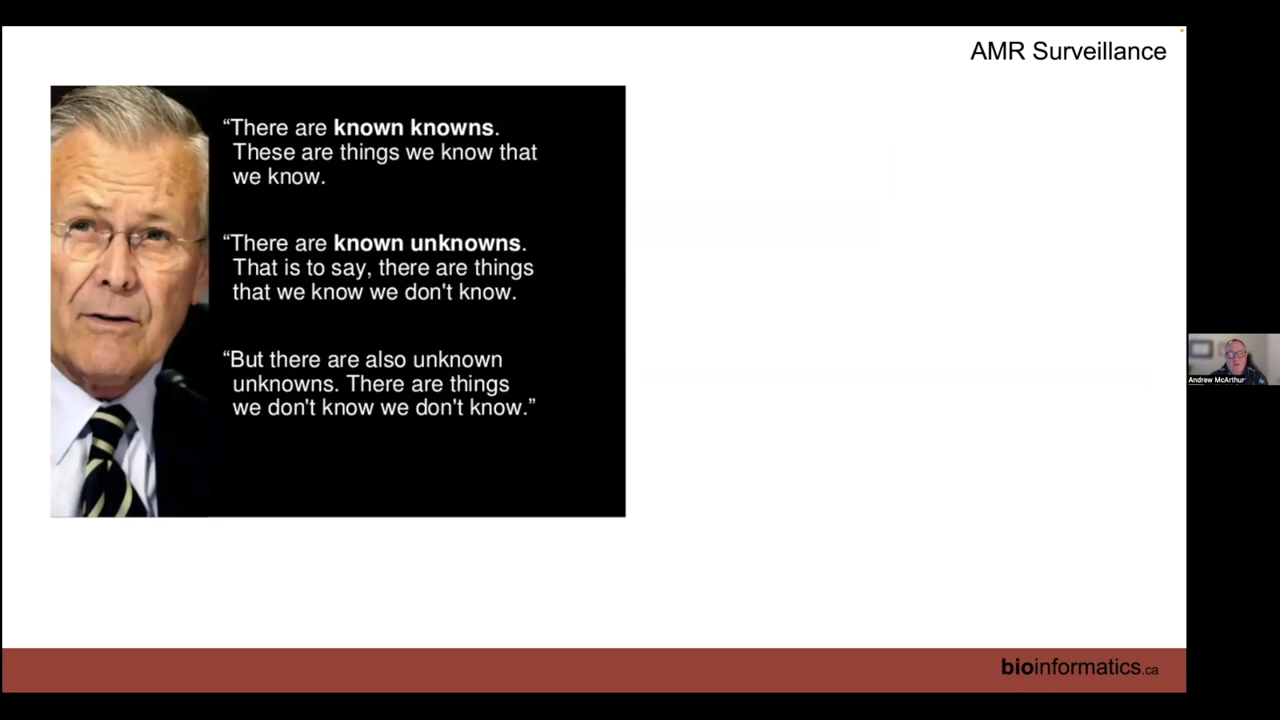 AMR Surveillance
“There are known knowns.
These are things we know that
we know.
“There are known unknowns.
That is to say, there are things
that we know we don't know.
“But there are also unknown
unknowns. There are things
we don't know we don't know.”
Andrew McArthur
bioinformatics.ca